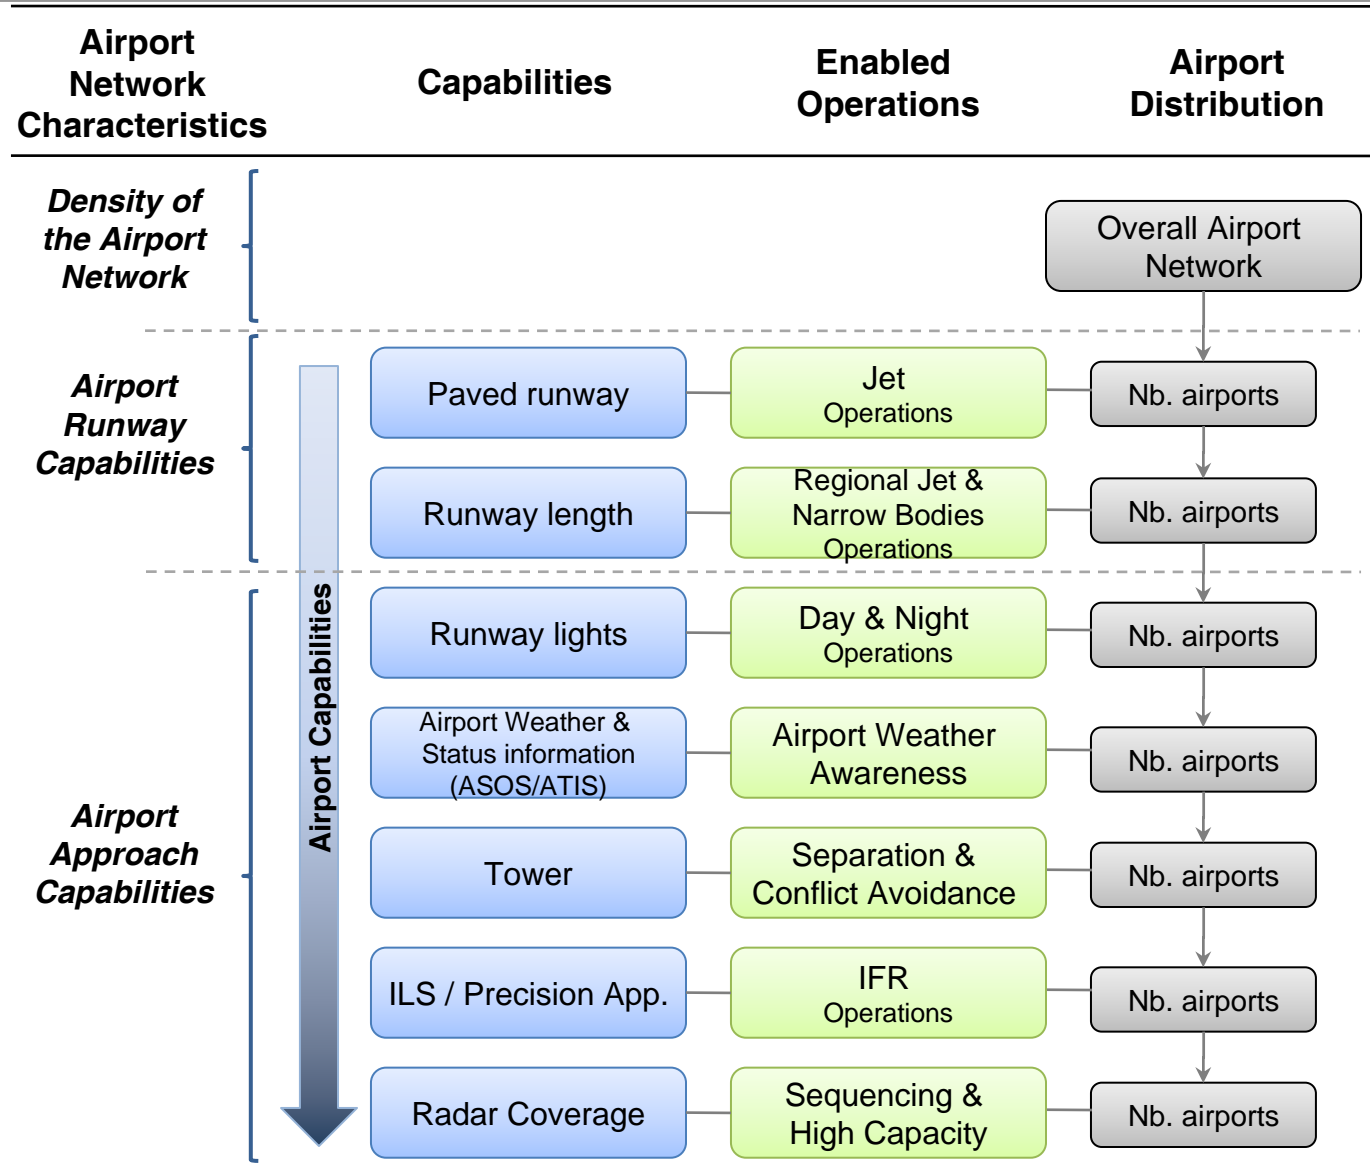 Airport
Network
Characteristics
Capabilities
Enabled
Operations
Airport
Distribution
Density of
the Airport
Network
Overall Airport
Network
Airport
Runway
Capabilities
Paved runway
Jet
Operations
Nb. airports
Runway length
Regional Jet &
Narrow Bodies
Operations
Nb. airports
Airport Capabilities
Airport
Approach
Capabilities
Runway lights
Day & Night
Operations
Nb. airports
Airport Weather &
Status information
(ASOS/ATIS)
Airport Weather
Awareness
Nb. airports
Tower
Separation &
Conflict Avoidance
Nb. airports
ILS / Precision App.
IFR
Operations
Nb. airports
Radar Coverage
Sequencing &
High Capacity
Nb. airports